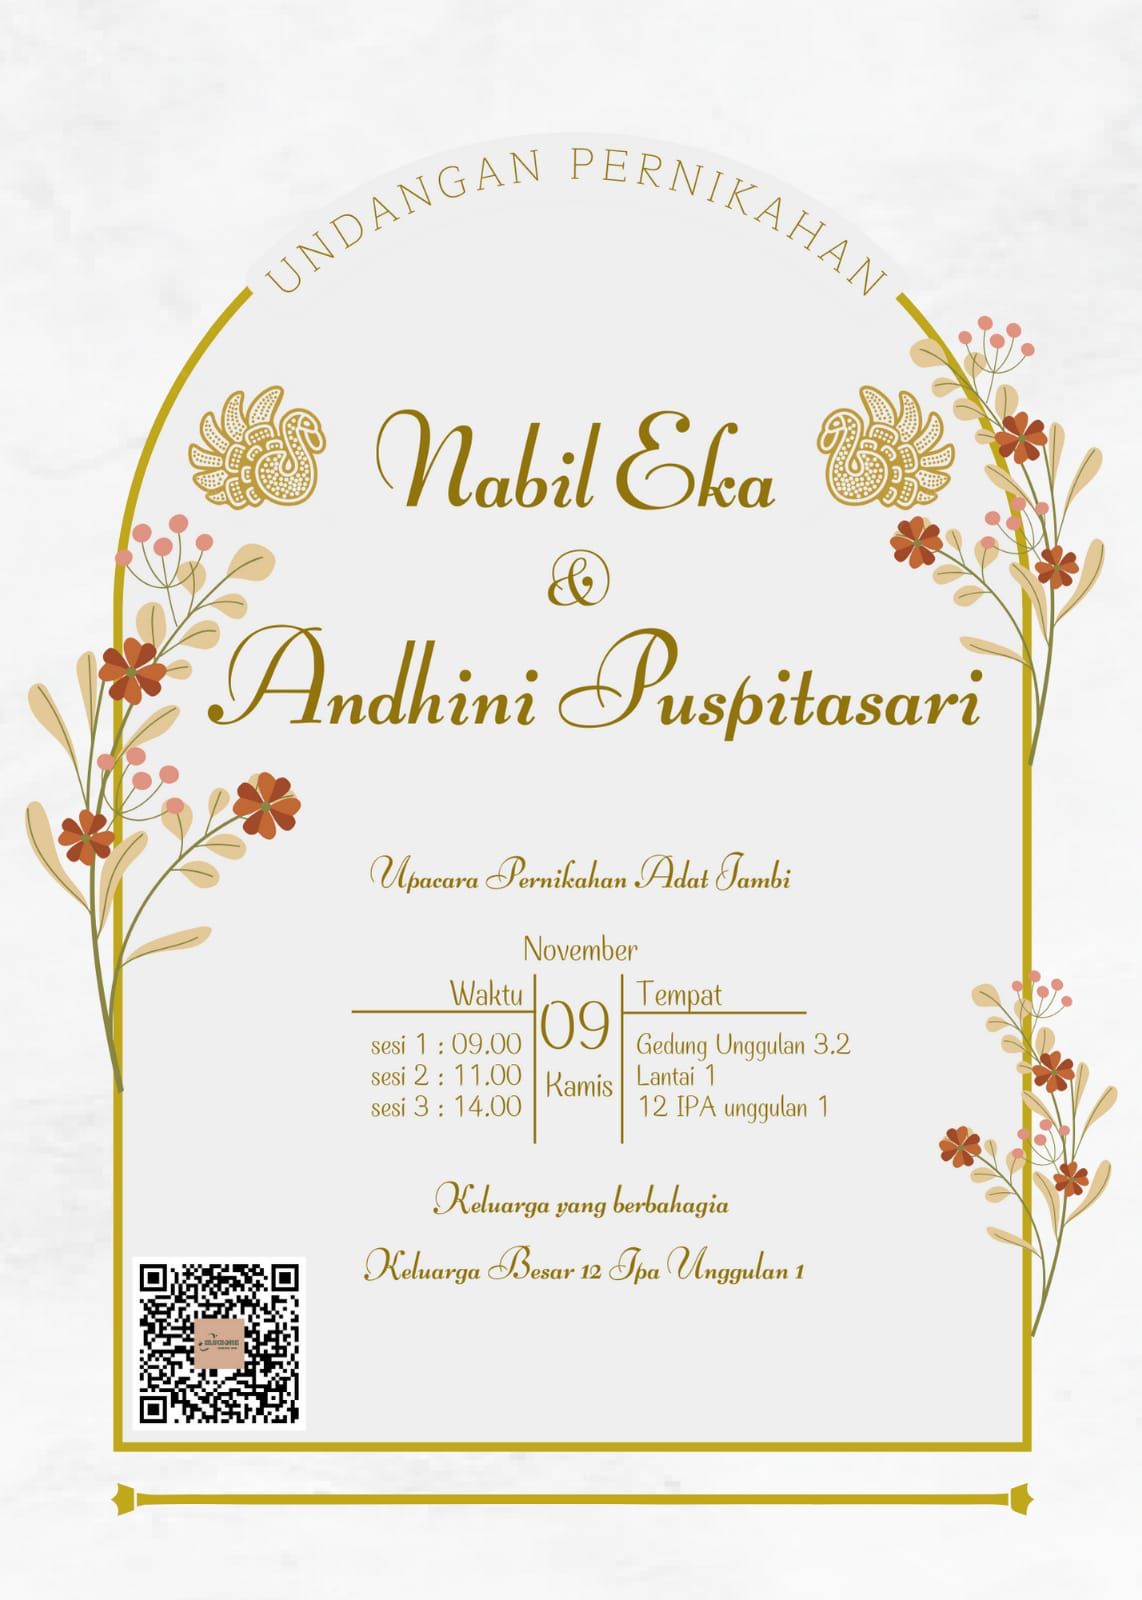 UNDANGAN PERNIKAHAN
Nabil Eka
&
Andhini Puspitasari
Upacara Pernikahan Adat Jambi
November
Waktu
sesi 1 : 09.00
sesi 2 : 11.00
sesi 3 : 14.00
09
Kamis
Tempat
Gedung Unggulan 3.2
Lantai 1
12 IPA unggulan 1
Keluarga yang berbahagia
Keluarga Besar 12 Ipa Unggulan 1